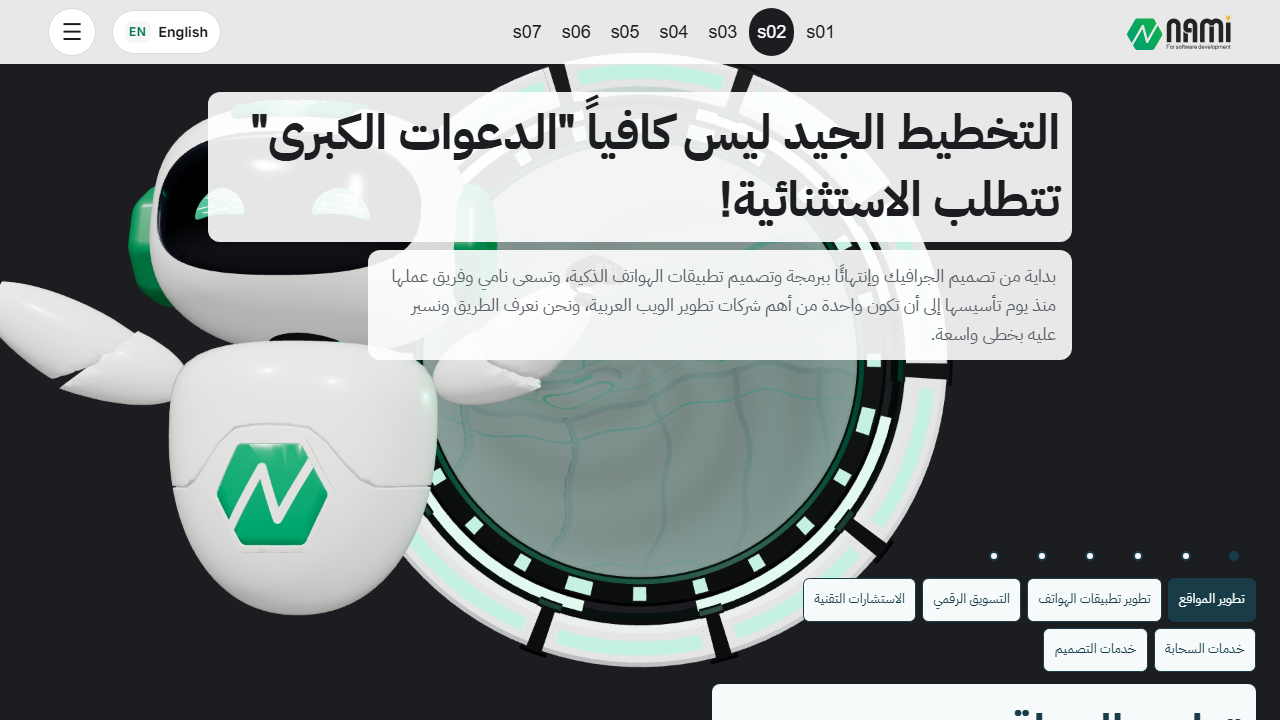 NAMi
For software development
s01
s02
s03
s04
s05
s06
s07
English EN
التخطيط الجيد ليس كافياً "الدعوات الكبرى"
تتطلب الاستثنائية!
بداية من تصميم الجرافيك وإنتهائًا ببرمجة وتصميم تطبيقات الهواتف الذكية، وتسعى نامي وفريق عملها
منذ يوم تأسيسها إلى أن تكون واحدة من أهم شركات تطوير الويب العربية، ونحن نعرف الطريق ونسير
عليه بخطى واسعة.
تطوير المواقع
تطوير تطبيقات الهواتف
التسويق الرقمي
الاستشارات التقنية
خدمات السحابة
خدمات التصميم